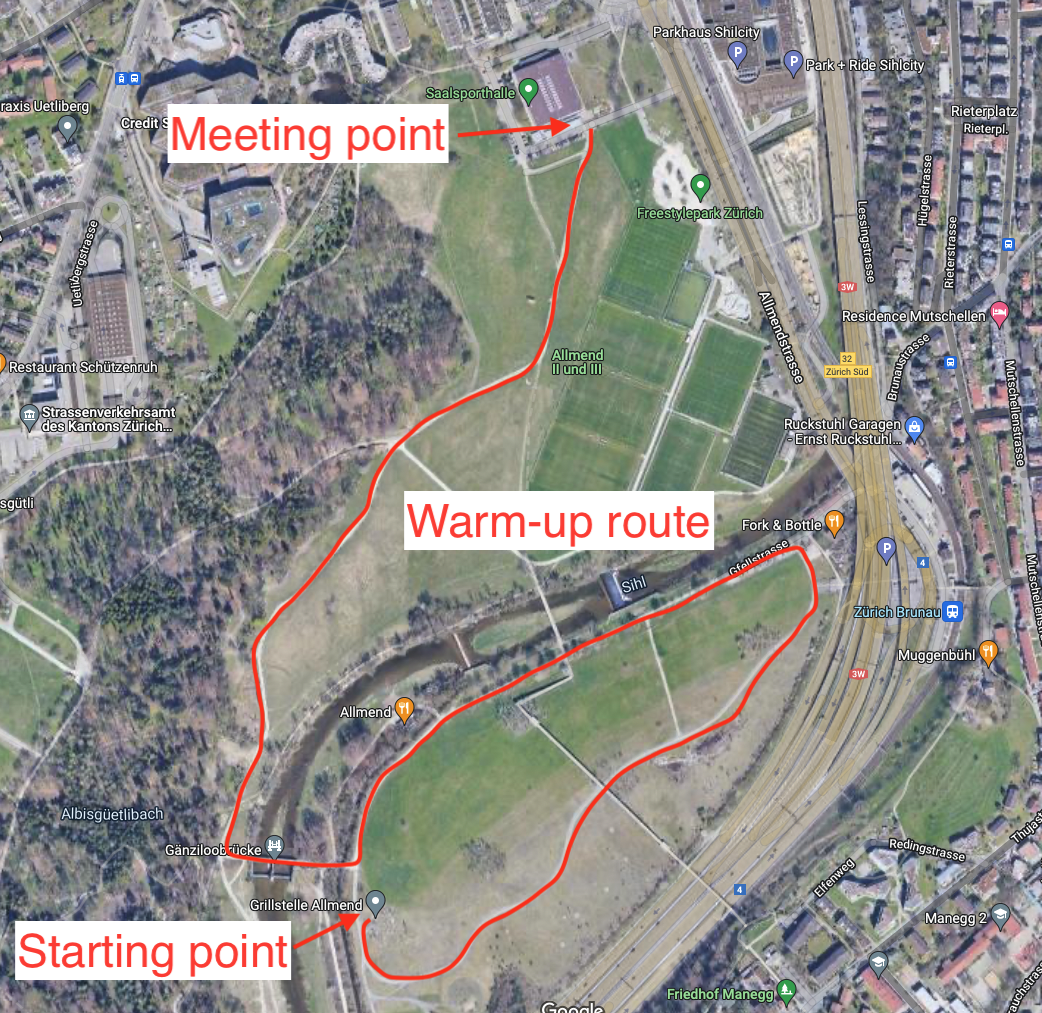 Parkhaus Shilcity
P
P
Park + Ride Sihlcity
Saalsporthalle
raxis Uetliberg
Credit S
Meeting point
Rieterplatz
Rieterpl.
Hügelstrasse
Freestylepark Zürich
Lessingstrasse
Rieterstrasse
Uetlibergstrasse
3W
Allmendstrasse
Residence Mutschellen
Brunaustrasse
Allmend
II und III
32
Zürich Süd
Restaurant Schützenruh
Mutschellenstrasse
Strassenverkehrsamt
des Kantons Zürich...
Ruckstuhl Garagen
- Ernst Ruckstuhl...
sgütli
Warm-up route
Fork & Bottle
Gfellstrasse
P
4
Sihl
Zürich Brunau
Mutschellenstrasse
Muggenbühl
3W
Allmend
Albisgüetlibach
Gänziloobrücke
Redingstrasse
Elfenweg
4
Grillstelle Allmend
Manegg 2
Starting point
Friedhof Manegg
Google